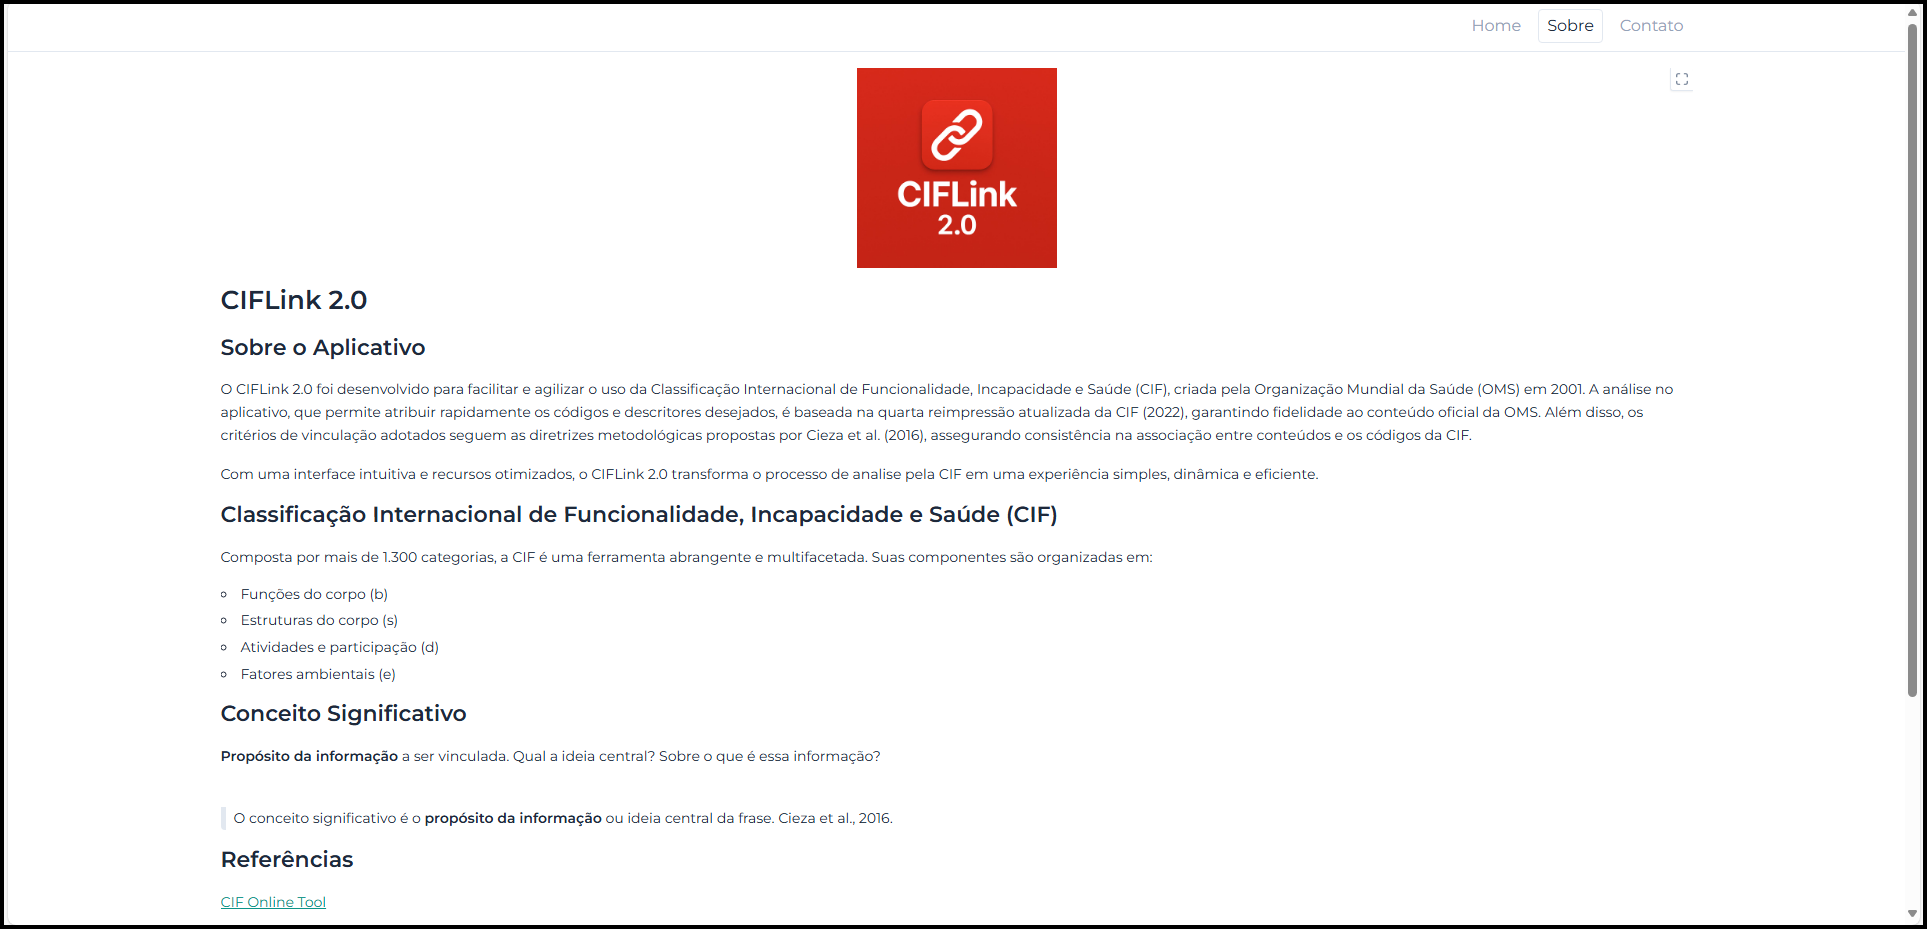 Home Sobre Contato
CIFLink
2.0
CIFLink 2.0
Sobre o Aplicativo
O CIFLink 2.0 foi desenvolvido para facilitar e agilizar o uso da Classificação Internacional de Funcionalidade, Incapacidade e Saúde (CIF), criada pela Organização Mundial da Saúde (OMS) em 2001. A análise no
aplicativo, que permite atribuir rapidamente os códigos e descritores desejados, é baseada na quarta reimpressão atualizada da CIF (2022), garantindo fidelidade ao conteúdo oficial da OMS. Além disso, os
critérios de vinculação adotados seguem as diretrizes metodológicas propostas por Cieza et al. (2016), assegurando consistência na associação entre conteúdos e os códigos da CIF.
Com uma interface intuitiva e recursos otimizados, o CIFLink 2.0 transforma o processo de analise pela CIF em uma experiência simples, dinâmica e eficiente.
Classificação Internacional de Funcionalidade, Incapacidade e Saúde (CIF)
Composta por mais de 1.300 categorias, a CIF é uma ferramenta abrangente e multifacetada. Suas componentes são organizadas em:
Funções do corpo (b)
Estruturas do corpo (s)
Atividades e participação (d)
Fatores ambientais (e)
Conceito Significativo
Propósito da informação a ser vinculada. Qual a ideia central? Sobre o que é essa informação?
O conceito significativo é o propósito da informação ou ideia central da frase. Cieza et al., 2016.
Referências
CIF Online Tool